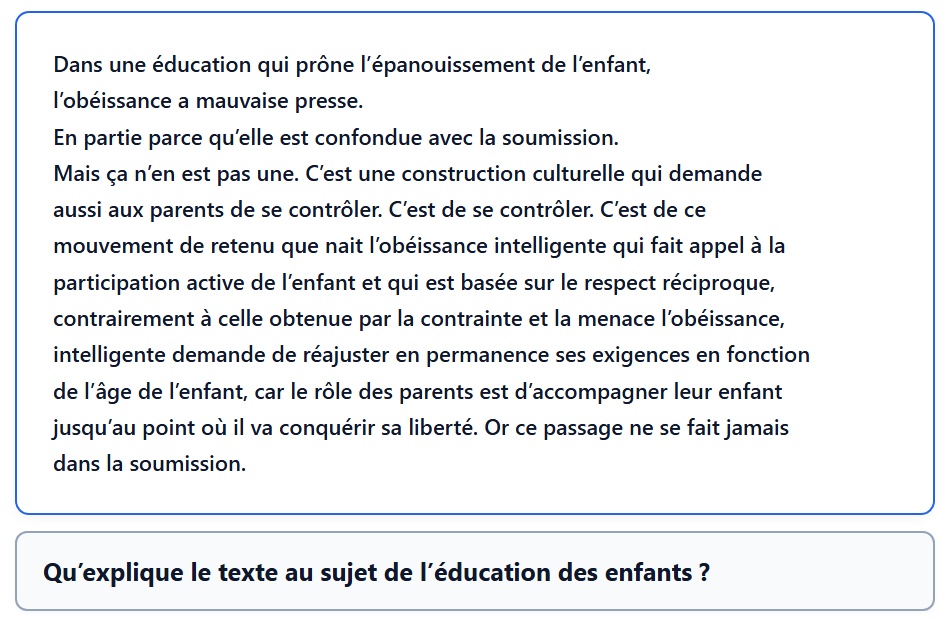 Dans une éducation qui prône l’épanouissement de l’enfant,
l’obéissance a mauvaise presse.
En partie parce qu’elle est confondue avec la soumission.
Mais ça n’en est pas une. C’est une construction culturelle qui demande
aussi aux parents de se contrôler. C’est de se contrôler. C’est de ce
mouvement de retenu que nait l’obéissance intelligente qui fait appel à la
participation active de l’enfant et qui est basée sur le respect réciproque,
contrairement à celle obtenue par la contrainte et la menace l’obéissance,
intelligente demande de réajuster en permanence ses exigences en fonction
de l’âge de l’enfant, car le rôle des parents est d’accompagner leur enfant
jusqu’au point où il va conquérir sa liberté. Or ce passage ne se fait jamais
dans la soumission.
Qu’explique le texte au sujet de l’éducation des enfants ?